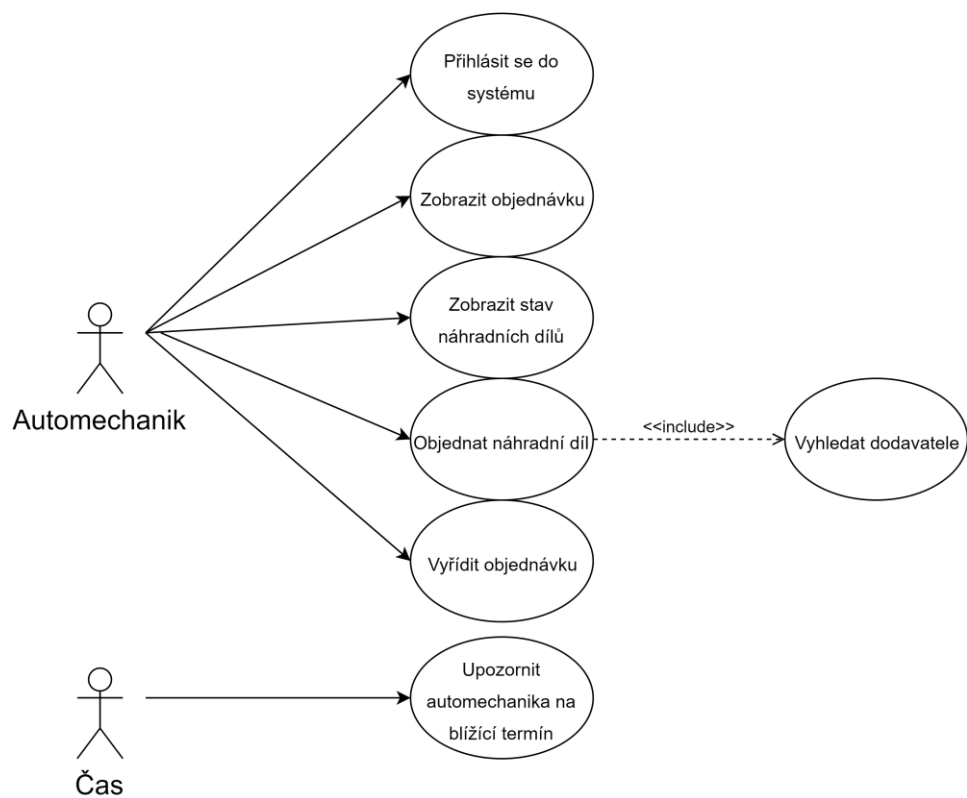 Přihlásit se do
systému
Zobrazit objednávku
Zobrazit stav
náhradních dílů
Automechanik
Objednat náhradní díl
<<include>>
Vyhledat dodavatele
Vyřídit objednávku
Upozornit
automechanika na
blížící termín
Čas